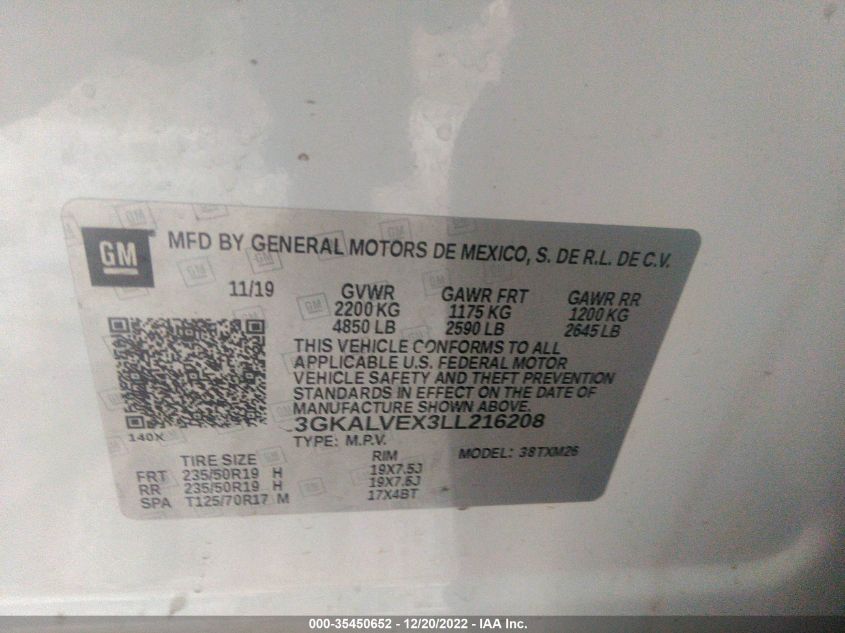 GM
MFD BY GENERAL MOTORS DE MEXICO, S. DE R.L. DE C.V.
11/19 GVWR GAWR FRT GAWR RR
2200 KG 1175 KG 1200 KG
4850 LB 2590 LB 2645 LB
THIS VEHICLE CONFORMS TO ALL
APPLICABLE U.S. FEDERAL MOTOR
VEHICLE SAFETY AND THEFT PREVENTION
STANDARDS IN EFFECT ON THE DATE OF
MANUFACTURE SHOWN ABOVE.
3GKALVEX3LL216208
140X
TYPE: M.P.V. MODEL: 38TXM26
TIRE SIZE RIM
FRT 235/50R19 H 19X7.5J
RR 235/50R19 H 19X7.5J
SPA T125/70R17 M 17X4BT
000-35450652 - 12/20/2022 - IAA Inc.